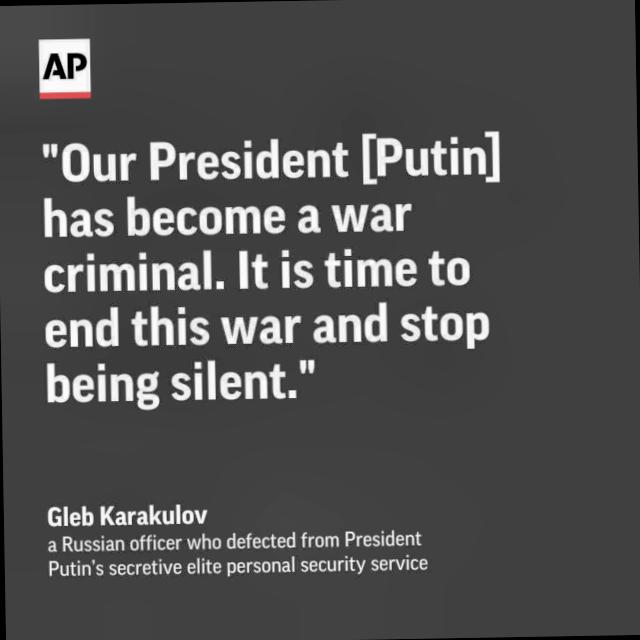 AP
"Our President [Putin]
has become a war
criminal. It is time to
end this war and stop
being silent."
Gleb Karakulov
a Russian officer who defected from President
Putin's secretive elite personal security service